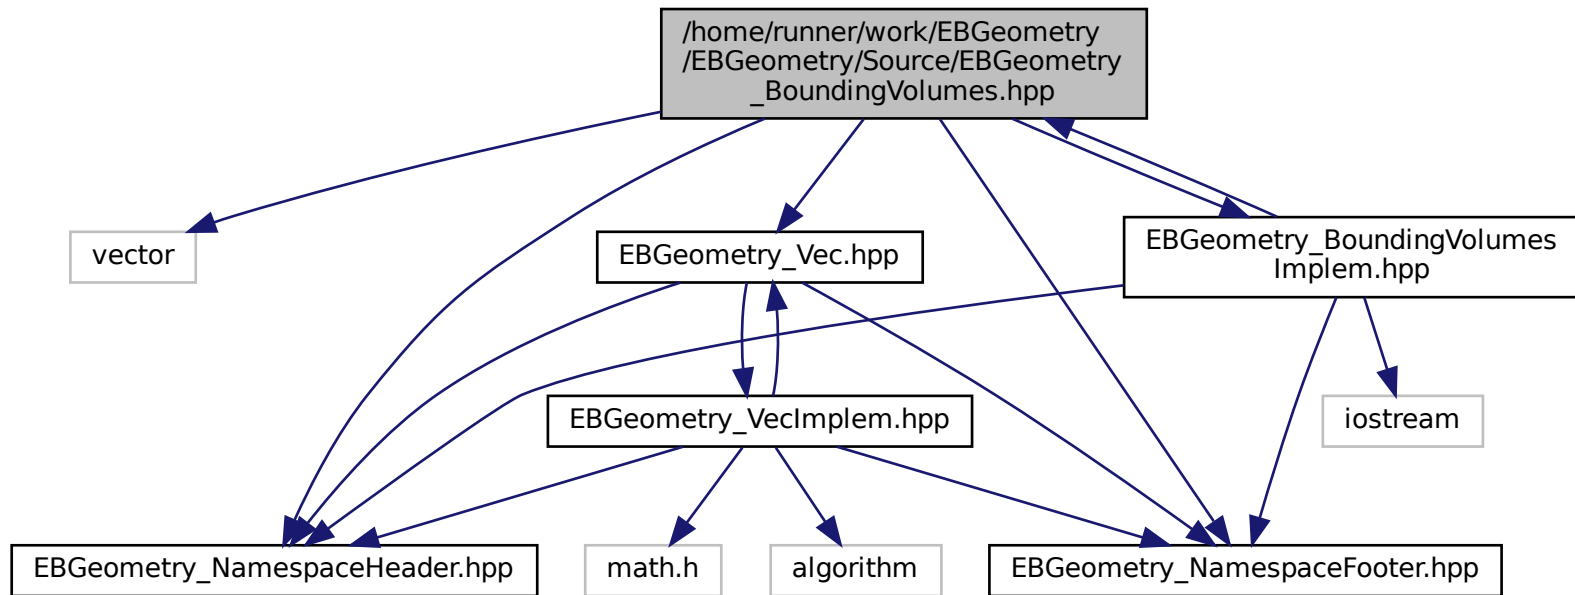 /home/runner/work/EBGeometry
/EBGeometry/Source/EBGeometry
_BoundingVolumes.hpp
vector
EBGeometry_Vec.hpp
EBGeometry_BoundingVolumes
Implem.hpp
EBGeometry_VecImplem.hpp
iostream
EBGeometry_NamespaceHeader.hpp
math.h
algorithm
EBGeometry_NamespaceFooter.hpp